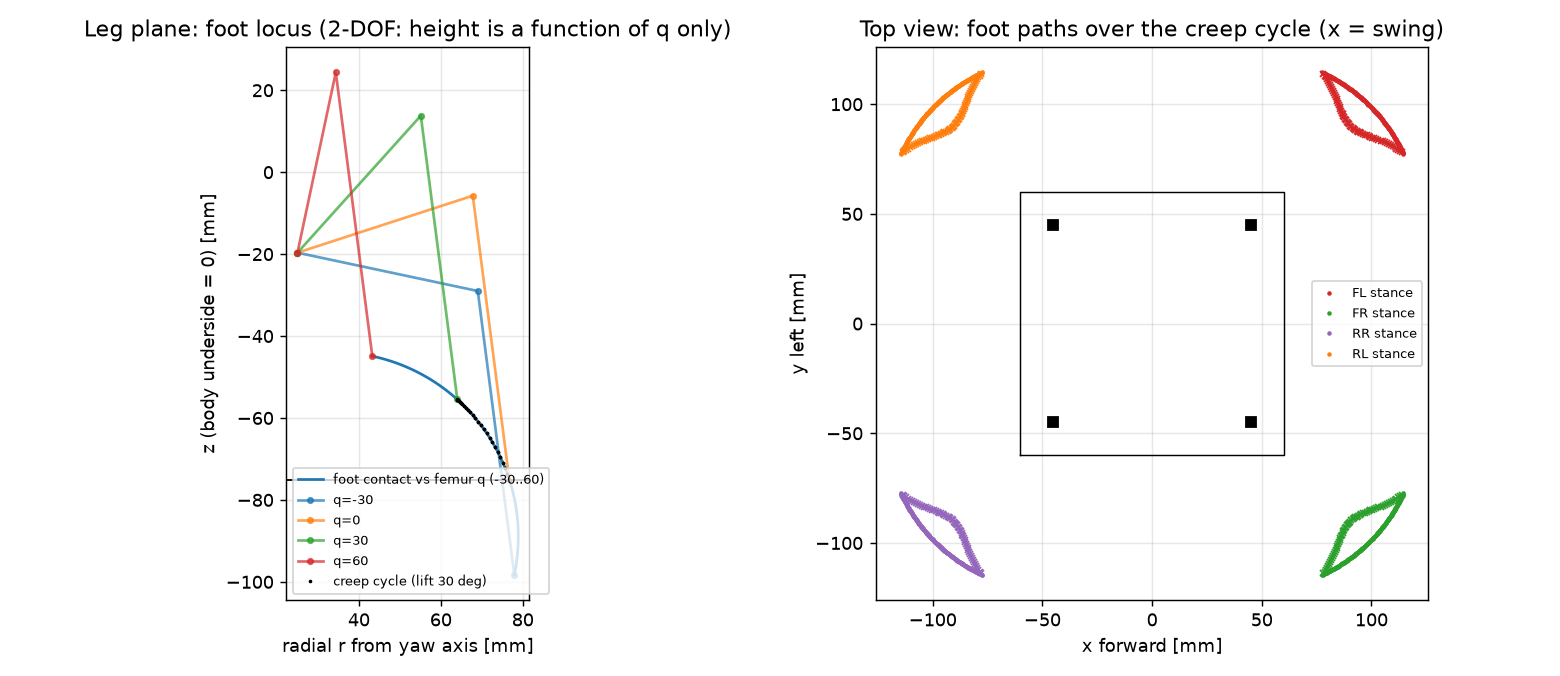 Leg plane: foot locus (2-DOF: height is a function of q only)
z (body underside = 0) [mm]
20
0
−20
−40
−60
−80
−100
foot contact vs femur q (-30..60)
q=-30
q=0
q=30
q=60
creep cycle (lift 30 deg)
40
60
80
radial r from yaw axis [mm]
Top view: foot paths over the creep cycle (x = swing)
y left [mm]
100
50
0
−50
−100
FL stance
FR stance
RR stance
RL stance
−100
−50
0
50
100
x forward [mm]